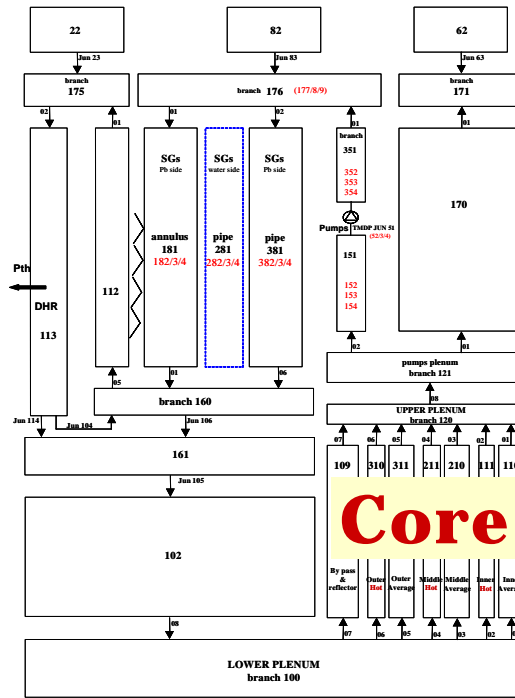 22
82
62
Jun 23
Jun 83
Jun 63
branch
175
branch 176 (177/8/9)
branch
171
02
01
01
02
01
01
branch
351
352
353
354
SGs
Pb side
SGs
water side
SGs
Pb side
170
Pumps
TMDP JUN 51
(52/3/4)
annulus
181
182/3/4
pipe
281
282/3/4
pipe
381
382/3/4
151
152
153
154
Pth
DHR
113
112
02
01
pumps plenum
branch 121
05
01
06
branch 160
08
UPPER PLENUM
branch 120
Jun 114
Jun 104
Jun 106
07
06
05
04
03
02
01
161
109
310
311
211
210
111
Jun 105
Core
102
By pass
&
reflector
Outer
Hot
Outer
Average
Middle
Hot
Middle
Average
Inner
Hot
08
07
06
05
04
03
02
LOWER PLENUM
branch 100